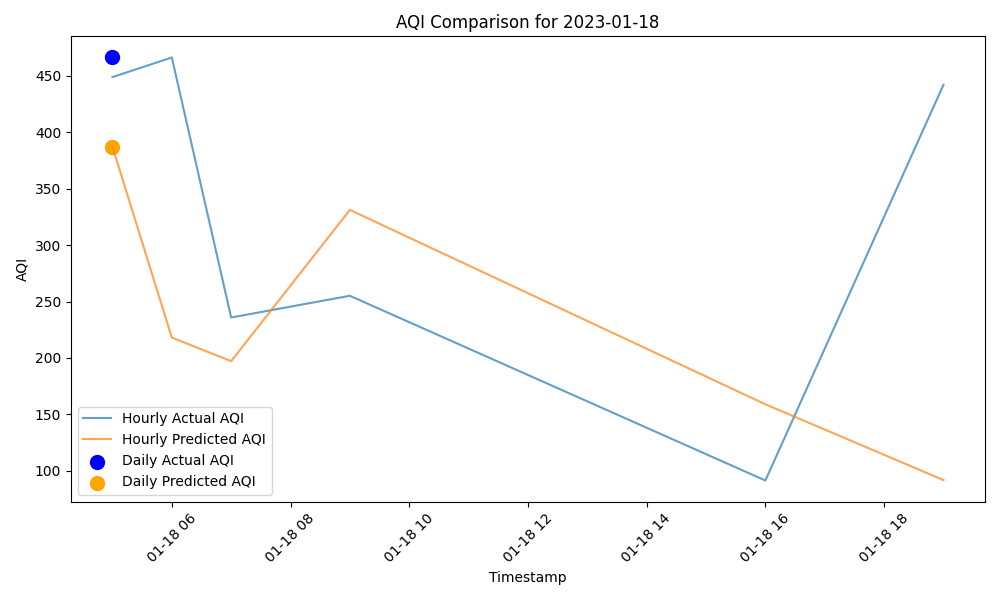 AQI Comparison for 2023-01-18
AQI
450
400
350
300
250
200
150
100
Hourly Actual AQI
Hourly Predicted AQI
Daily Actual AQI
Daily Predicted AQI
01-18 06
01-18 08
01-18 10
01-18 12
01-18 14
01-18 16
01-18 18
Timestamp